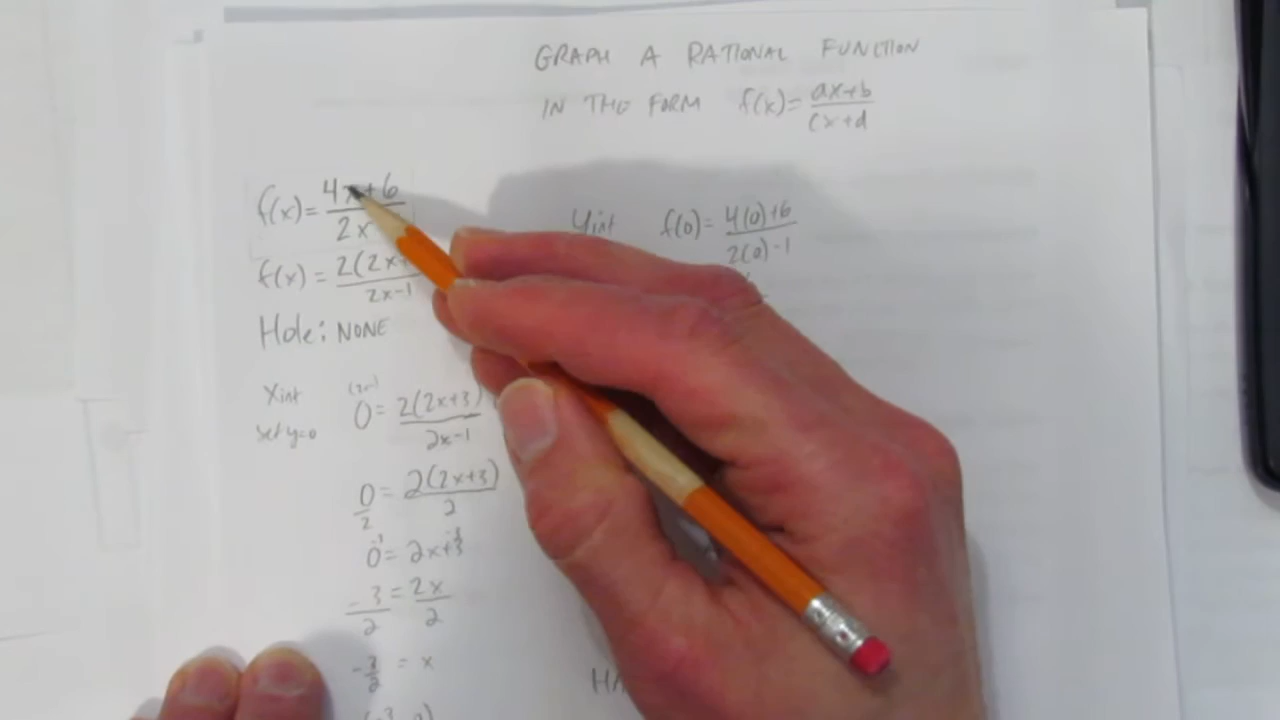 GRAPH A RATIONAL FUNCTION
IN THE FORM f(x)= ax+b / cx+d
f(x)= 4x+6 / 2x
f(x) = 2(2x+ / 2x-1
Hole: NONE
Xint
set y=0
0= 2(2x+3) / 2x-1
0/2 = 2(2x+3) / 2
0 = 2x+3
-3/2 = 2x/2
-3/2 = x
Yint f(0)= 4(0)+6 / 2(0)-1